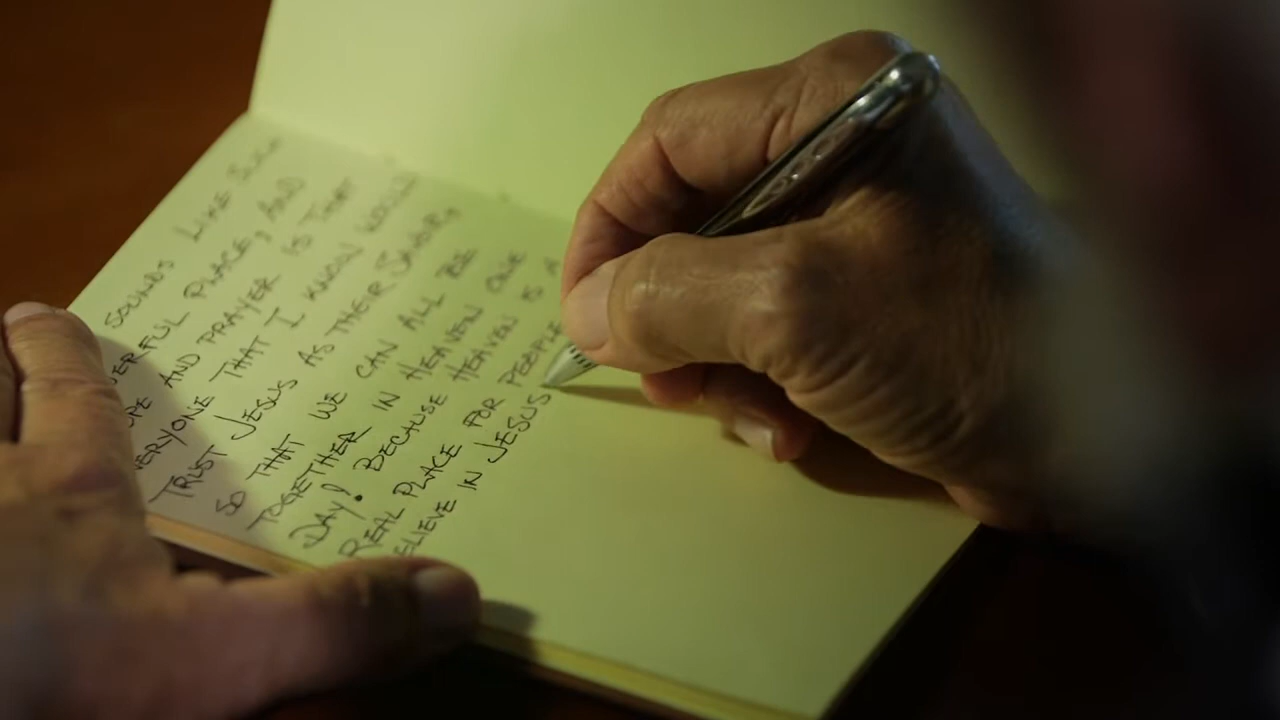 SOUNDS LIKE SUCH
ERFUL PLACE, AND
PE AND PRAYER IS THAT
VERYONE THAT I KNOW WOULD
TRUST JESUS AS THEIR SAVIOR,
SO THAT WE CAN ALL BE
TOGETHER IN HEAVEN ONE
DAY! BECAUSE HEAVEN IS A
REAL PLACE FOR PEOPLE
ELIEVE IN JESUS